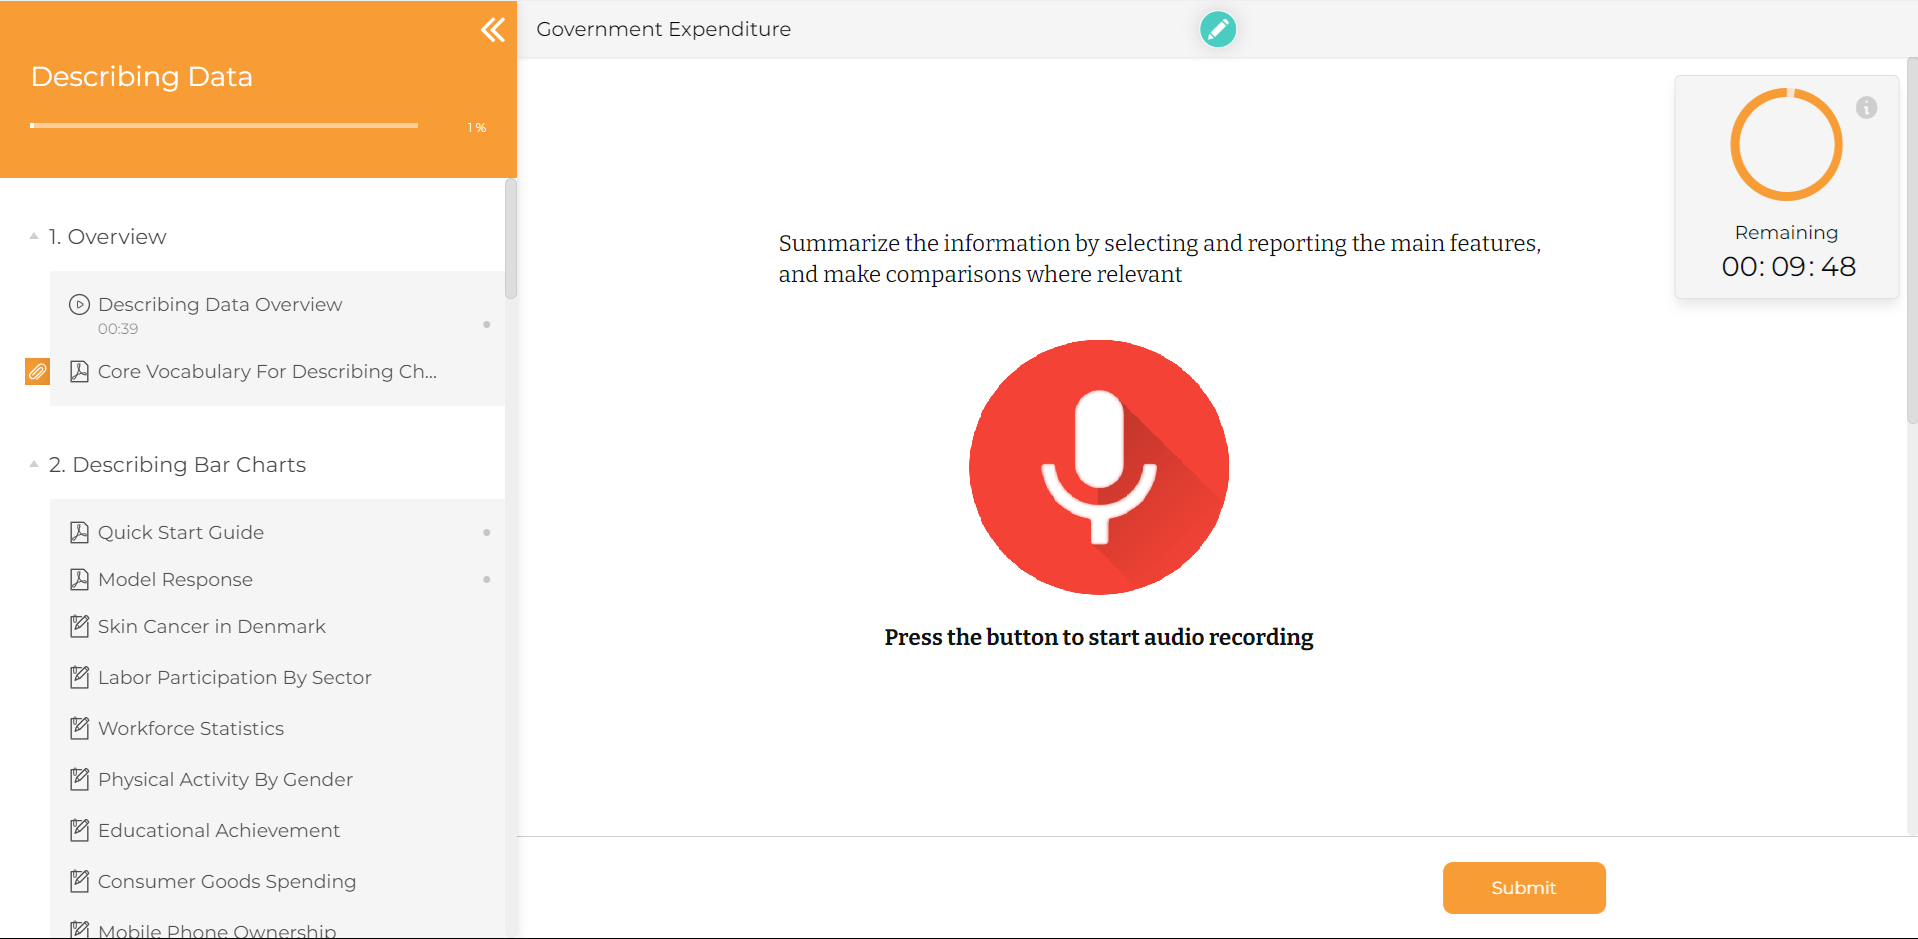 Describing Data
1%
1. Overview
Describing Data Overview
00:39
Core Vocabulary For Describing Ch...
2. Describing Bar Charts
Quick Start Guide
Model Response
Skin Cancer in Denmark
Labor Participation By Sector
Workforce Statistics
Physical Activity By Gender
Educational Achievement
Consumer Goods Spending
Mobile Phone Ownership
Government Expenditure
Summarize the information by selecting and reporting the main features,
and make comparisons where relevant
Press the button to start audio recording
Remaining
00:09:48
Submit